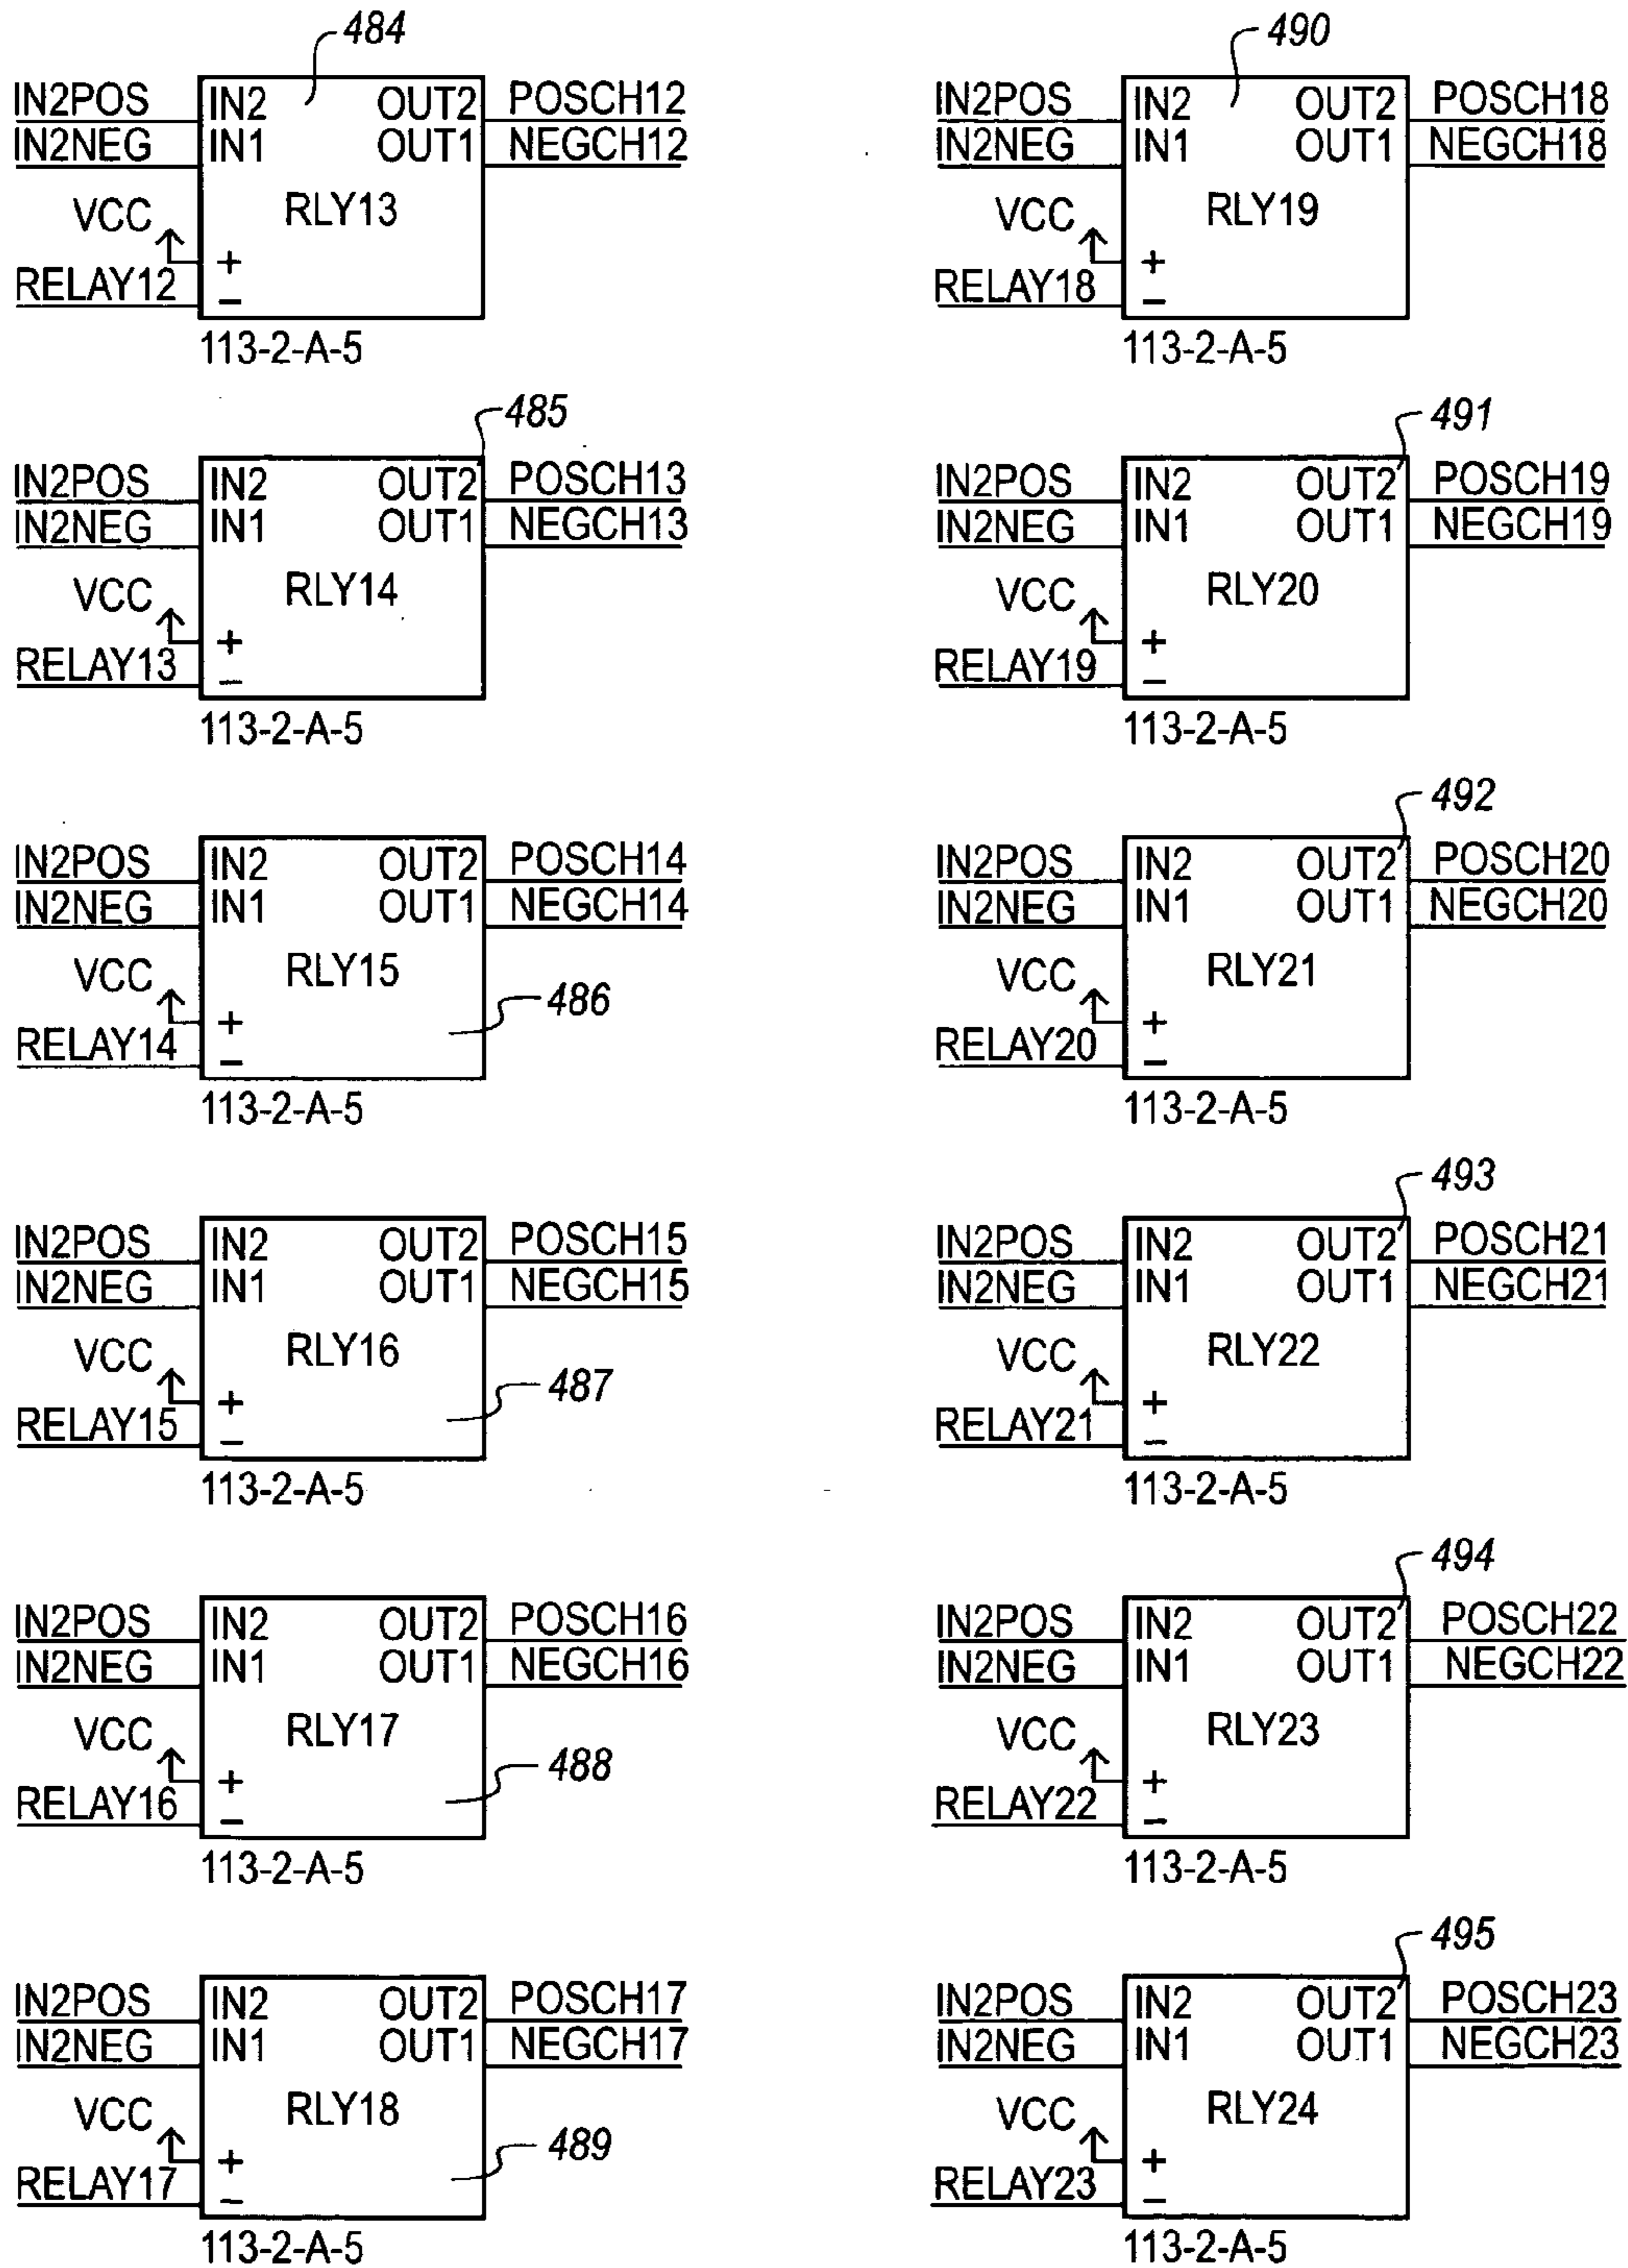 484
IN2POS IN2 OUT2 POSCH12
IN2NEG IN1 OUT1 NEGCH12
RLY13
VCC
+
RELAY12 −
113-2-A-5
485
IN2POS IN2 OUT2 POSCH13
IN2NEG IN1 OUT1 NEGCH13
RLY14
VCC
+
RELAY13 −
113-2-A-5
IN2POS IN2 OUT2 POSCH14
IN2NEG IN1 OUT1 NEGCH14
RLY15
VCC
486
+
RELAY14 −
113-2-A-5
IN2POS IN2 OUT2 POSCH15
IN2NEG IN1 OUT1 NEGCH15
RLY16
VCC
487
+
RELAY15 −
113-2-A-5
IN2POS IN2 OUT2 POSCH16
IN2NEG IN1 OUT1 NEGCH16
RLY17
VCC
488
+
RELAY16 −
113-2-A-5
IN2POS IN2 OUT2 POSCH17
IN2NEG IN1 OUT1 NEGCH17
RLY18
VCC
489
+
RELAY17 −
113-2-A-5
490
IN2POS IN2 OUT2 POSCH18
IN2NEG IN1 OUT1 NEGCH18
RLY19
VCC
+
RELAY18 −
113-2-A-5
491
IN2POS IN2 OUT2 POSCH19
IN2NEG IN1 OUT1 NEGCH19
RLY20
VCC
+
RELAY19 −
113-2-A-5
492
IN2POS IN2 OUT2 POSCH20
IN2NEG IN1 OUT1 NEGCH20
RLY21
VCC
+
RELAY20 −
113-2-A-5
493
IN2POS IN2 OUT2 POSCH21
IN2NEG IN1 OUT1 NEGCH21
RLY22
VCC
+
RELAY21 −
113-2-A-5
494
IN2POS IN2 OUT2 POSCH22
IN2NEG IN1 OUT1 NEGCH22
RLY23
VCC
+
RELAY22 −
113-2-A-5
495
IN2POS IN2 OUT2 POSCH23
IN2NEG IN1 OUT1 NEGCH23
RLY24
VCC
+
RELAY23 −
113-2-A-5